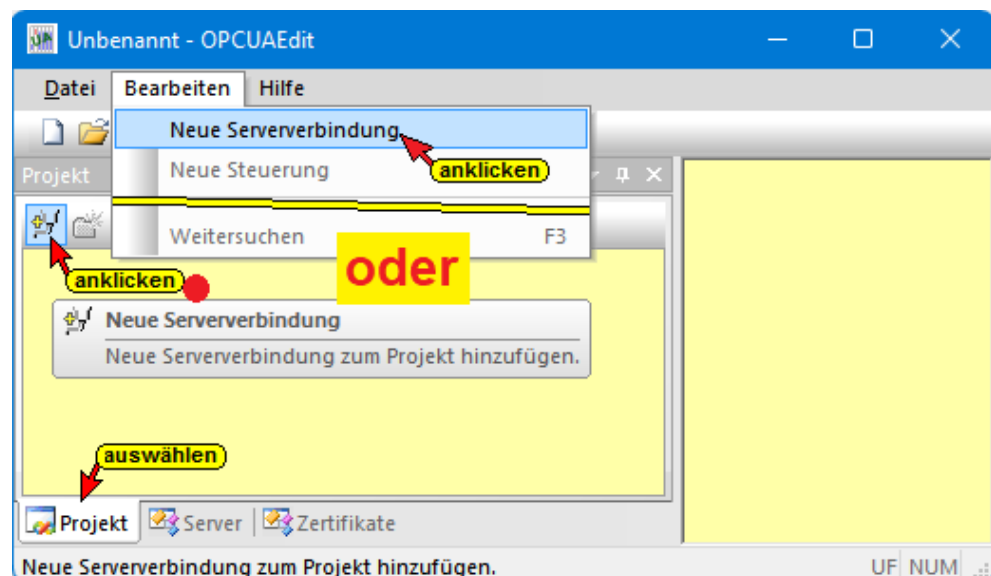 Unbenannt - OPCUAEdit
Datei Bearbeiten Hilfe
Neue Serververbindung
anklicken
Projekt
Neue Steuerung
Weitersuchen F3
oder
anklicken
Neue Serververbindung
Neue Serververbindung zum Projekt hinzufügen.
auswählen
Projekt Server Zertifikate
Neue Serververbindung zum Projekt hinzufügen. UF NUM